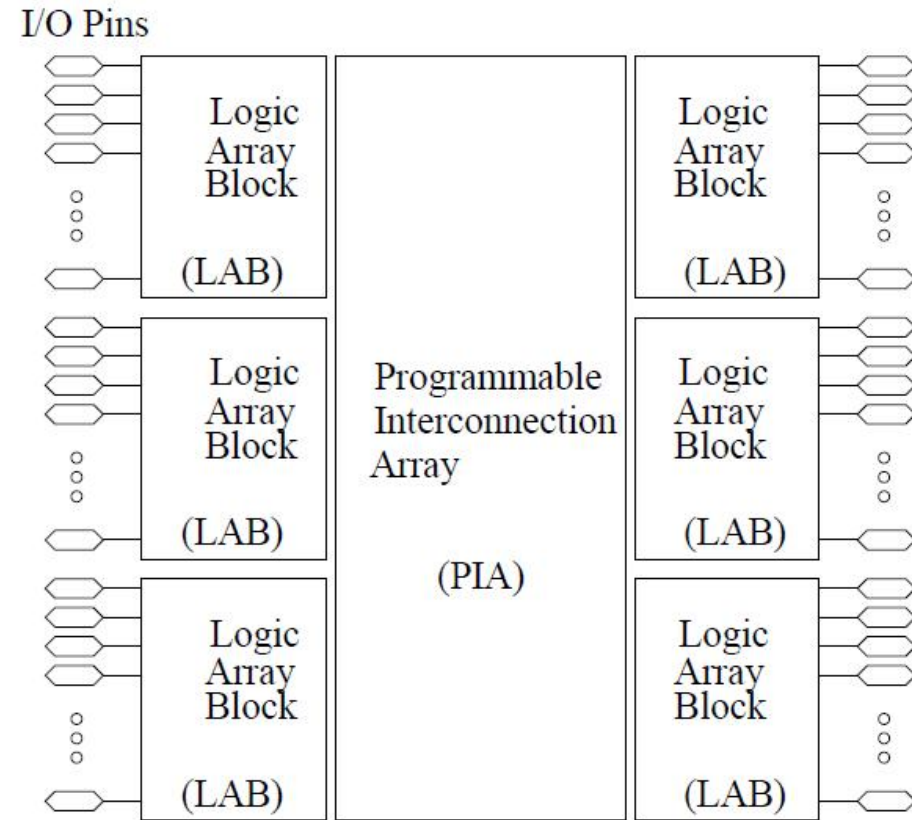 I/O Pins
Logic
Array
Block
(LAB)
Logic
Array
Block
(LAB)
Logic
Array
Block
(LAB)
Programmable
Interconnection
Array
(PIA)
Logic
Array
Block
(LAB)
Logic
Array
Block
(LAB)
Logic
Array
Block
(LAB)